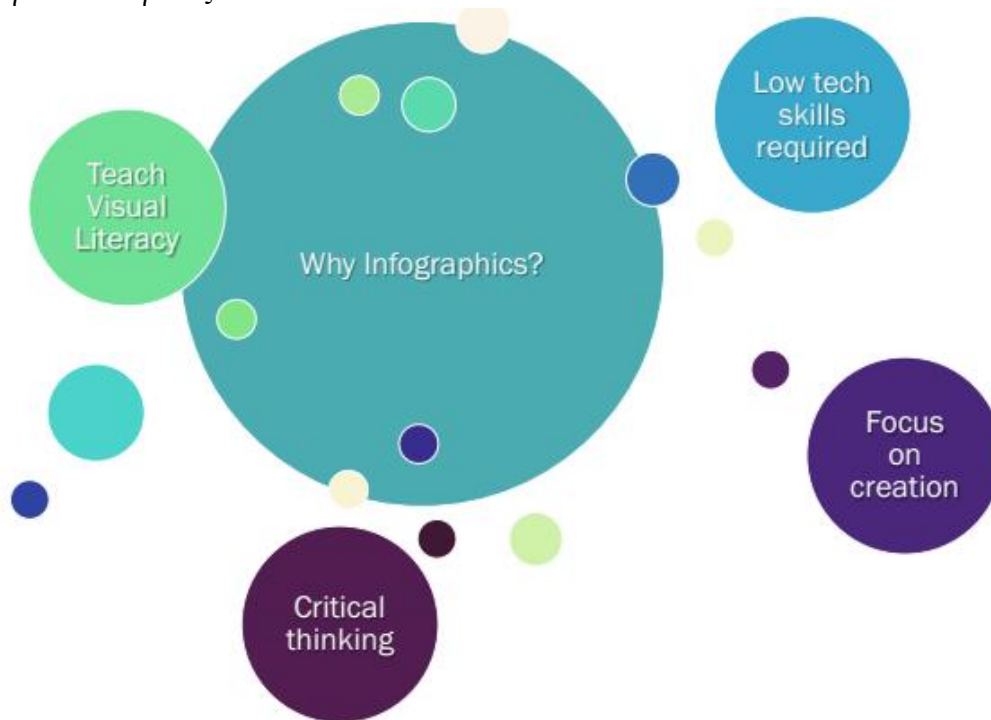 Why Infographics?
Teach
Visual
Literacy
Low tech
skills
required
Focus
on
creation
Critical
thinking